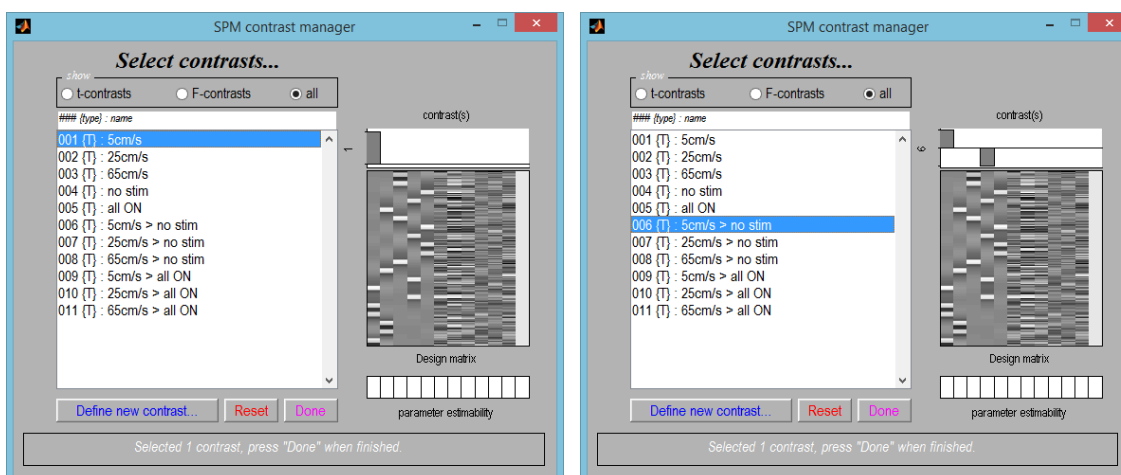 SPM contrast manager
Select contrasts...
show
t-contrasts F-contrasts all
### {type} : name
001 {T} : 5cm/s
002 {T} : 25cm/s
003 {T} : 65cm/s
004 {T} : no stim
005 {T} : all ON
006 {T} : 5cm/s > no stim
007 {T} : 25cm/s > no stim
008 {T} : 65cm/s > no stim
009 {T} : 5cm/s > all ON
010 {T} : 25cm/s > all ON
011 {T} : 65cm/s > all ON
contrast(s)
1
Design matrix
parameter estimability
Define new contrast... Reset Done
Selected 1 contrast, press "Done" when finished.
SPM contrast manager
Select contrasts...
show
t-contrasts F-contrasts all
### {type} : name
001 {T} : 5cm/s
002 {T} : 25cm/s
003 {T} : 65cm/s
004 {T} : no stim
005 {T} : all ON
006 {T} : 5cm/s > no stim
007 {T} : 25cm/s > no stim
008 {T} : 65cm/s > no stim
009 {T} : 5cm/s > all ON
010 {T} : 25cm/s > all ON
011 {T} : 65cm/s > all ON
contrast(s)
6
Design matrix
parameter estimability
Define new contrast... Reset Done
Selected 1 contrast, press "Done" when finished.